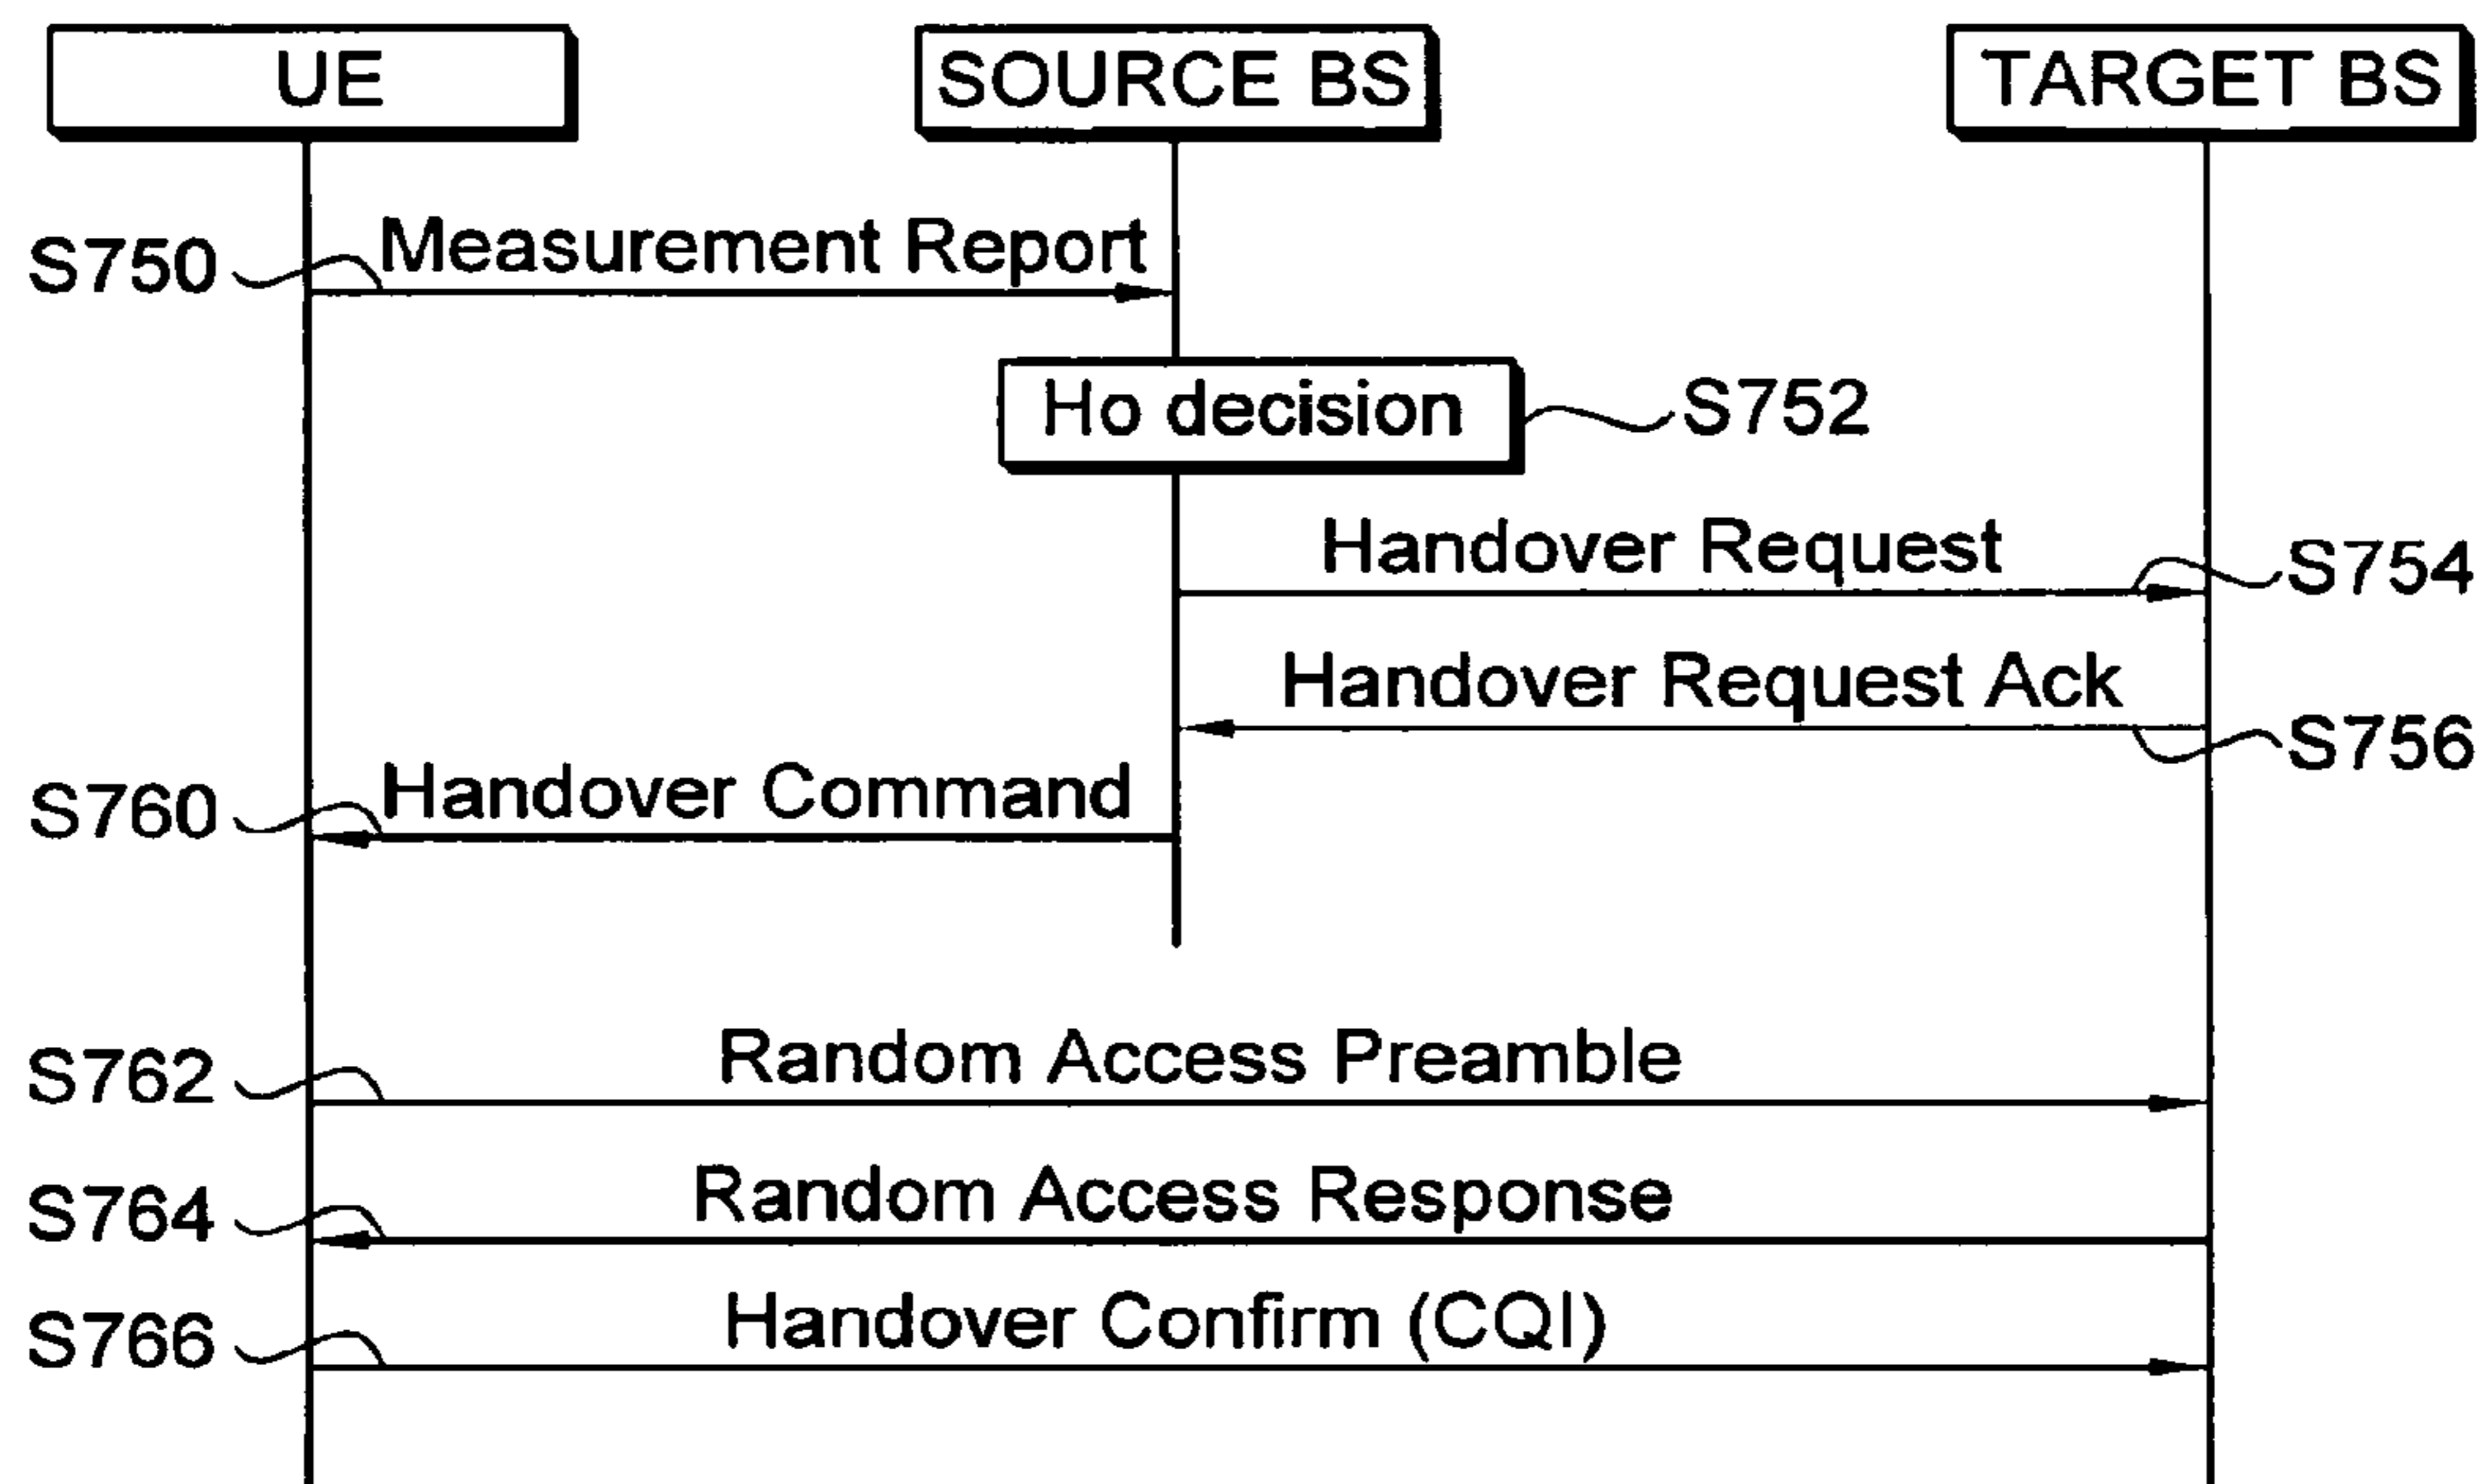 UE
SOURCE BS
TARGET BS
S750
Measurement Report
Ho decision
S752
Handover Request
S754
Handover Request Ack
S756
S760
Handover Command
S762
Random Access Preamble
S764
Random Access Response
S766
Handover Confirm (CQI)